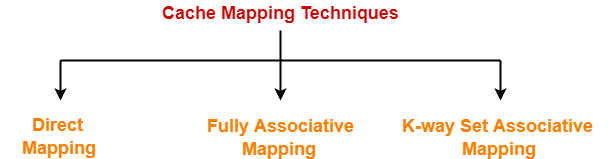 Cache Mapping Techniques
Direct
Mapping
Fully Associative
Mapping
K-way Set Associative
Mapping